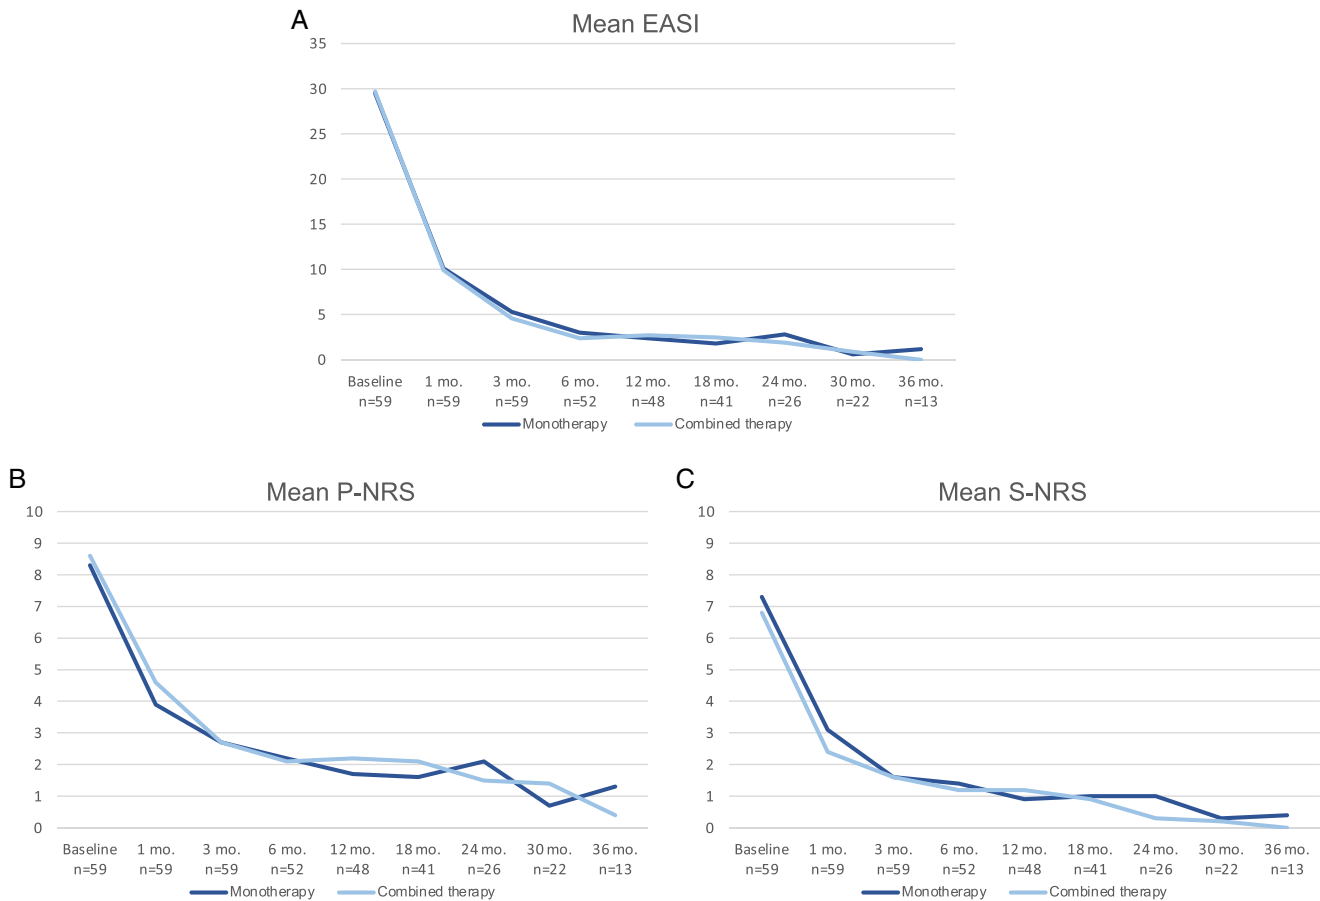 A
Mean EASI
35
30
25
20
15
10
5
0
Baseline 1 mo. 3 mo. 6 mo. 12 mo. 18 mo. 24 mo. 30 mo. 36 mo.
n=59 n=59 n=59 n=52 n=48 n=41 n=26 n=22 n=13
Monotherapy Combined therapy
B
Mean P-NRS
10
9
8
7
6
5
4
3
2
1
0
Baseline 1 mo. 3 mo. 6 mo. 12 mo. 18 mo. 24 mo. 30 mo. 36 mo.
n=59 n=59 n=59 n=52 n=48 n=41 n=26 n=22 n=13
Monotherapy Combined therapy
C
Mean S-NRS
10
9
8
7
6
5
4
3
2
1
0
Baseline 1 mo. 3 mo. 6 mo. 12 mo. 18 mo. 24 mo. 30 mo. 36 mo.
n=59 n=59 n=59 n=52 n=48 n=41 n=26 n=22 n=13
Monotherapy Combined therapy